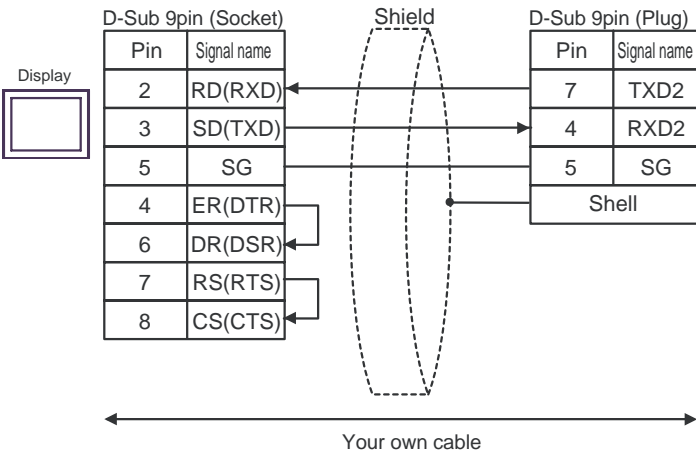 D-Sub 9pin (Socket)
Shield
D-Sub 9pin (Plug)
Display
Pin Signal name
2 RD(RXD)
3 SD(TXD)
5 SG
4 ER(DTR)
6 DR(DSR)
7 RS(RTS)
8 CS(CTS)
Pin Signal name
7 TXD2
4 RXD2
5 SG
Shell
Your own cable